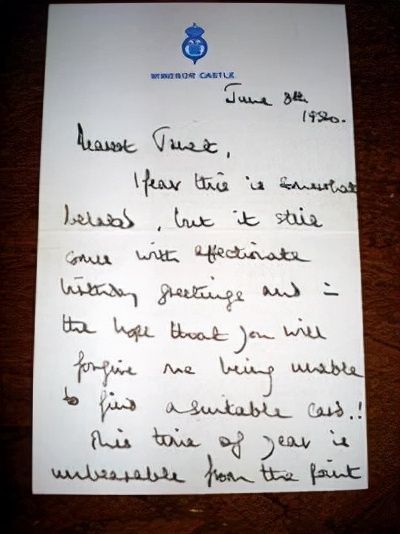 WINDSOR CASTLE
June 8th
Dearest
I fear this is somewhat
belated, but it still
comes with affectionate
birthday greetings and in
the hope that you will
forgive me being unable
to find a suitable card.!
This time of year is
unbearable from the point